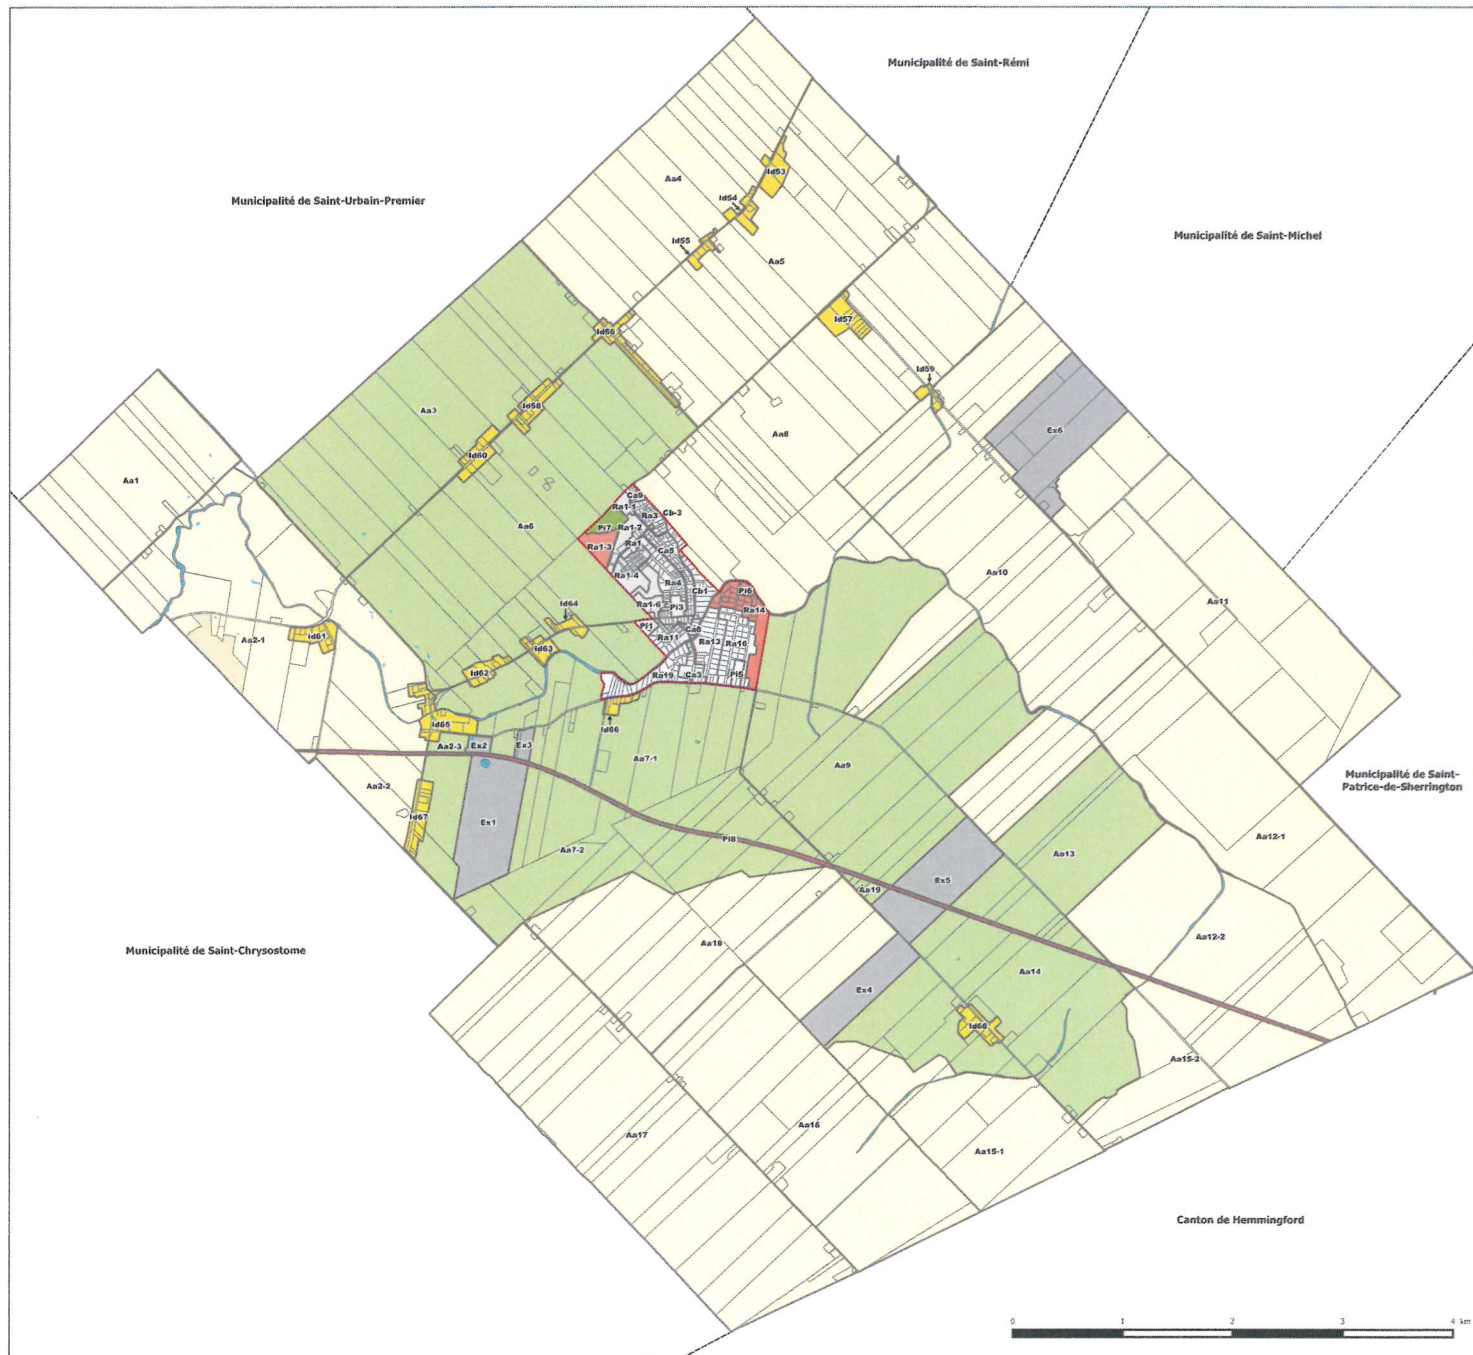 Municipalité de Saint-Rémi
Municipalité de Saint-Urbain-Premier
Municipalité de Saint-Michel
Aa4
Id53
Id54
Id55
Aa5
Id57
Id56
Id59
Id58
Aa3
Aa8
Ex6
Id60
Aa1
Aa6
Ca9
Ra1-1
Ra3
Cb-3
Pi7
Ra1-2
Ra1
Ra1-3
Ca5
Ra1-4
Ra4
Aa10
Cb1
Pi6
Aa11
Id64
Ra1-6
Pi3
Ra14
Pi1
Ca8
Aa2-1
Id61
Ra11
Ra13
Ra16
Id63
Id62
Ra19
Ca3
Pi5
Id65
Id66
Aa2-3
Ex2
Ex3
Aa7-1
Aa9
Municipalité de Saint-
Patrice-de-Sherrington
Aa2-2
Id67
Ex1
Pi8
Aa12-1
Aa7-2
Aa13
Ex5
Aa19
Aa12-2
Municipalité de Saint-Chrysostome
Aa18
Aa14
Ex4
Id68
Aa15-2
Aa17
Aa16
Aa15-1
Canton de Hemmingford
0 1 2 3 4 km